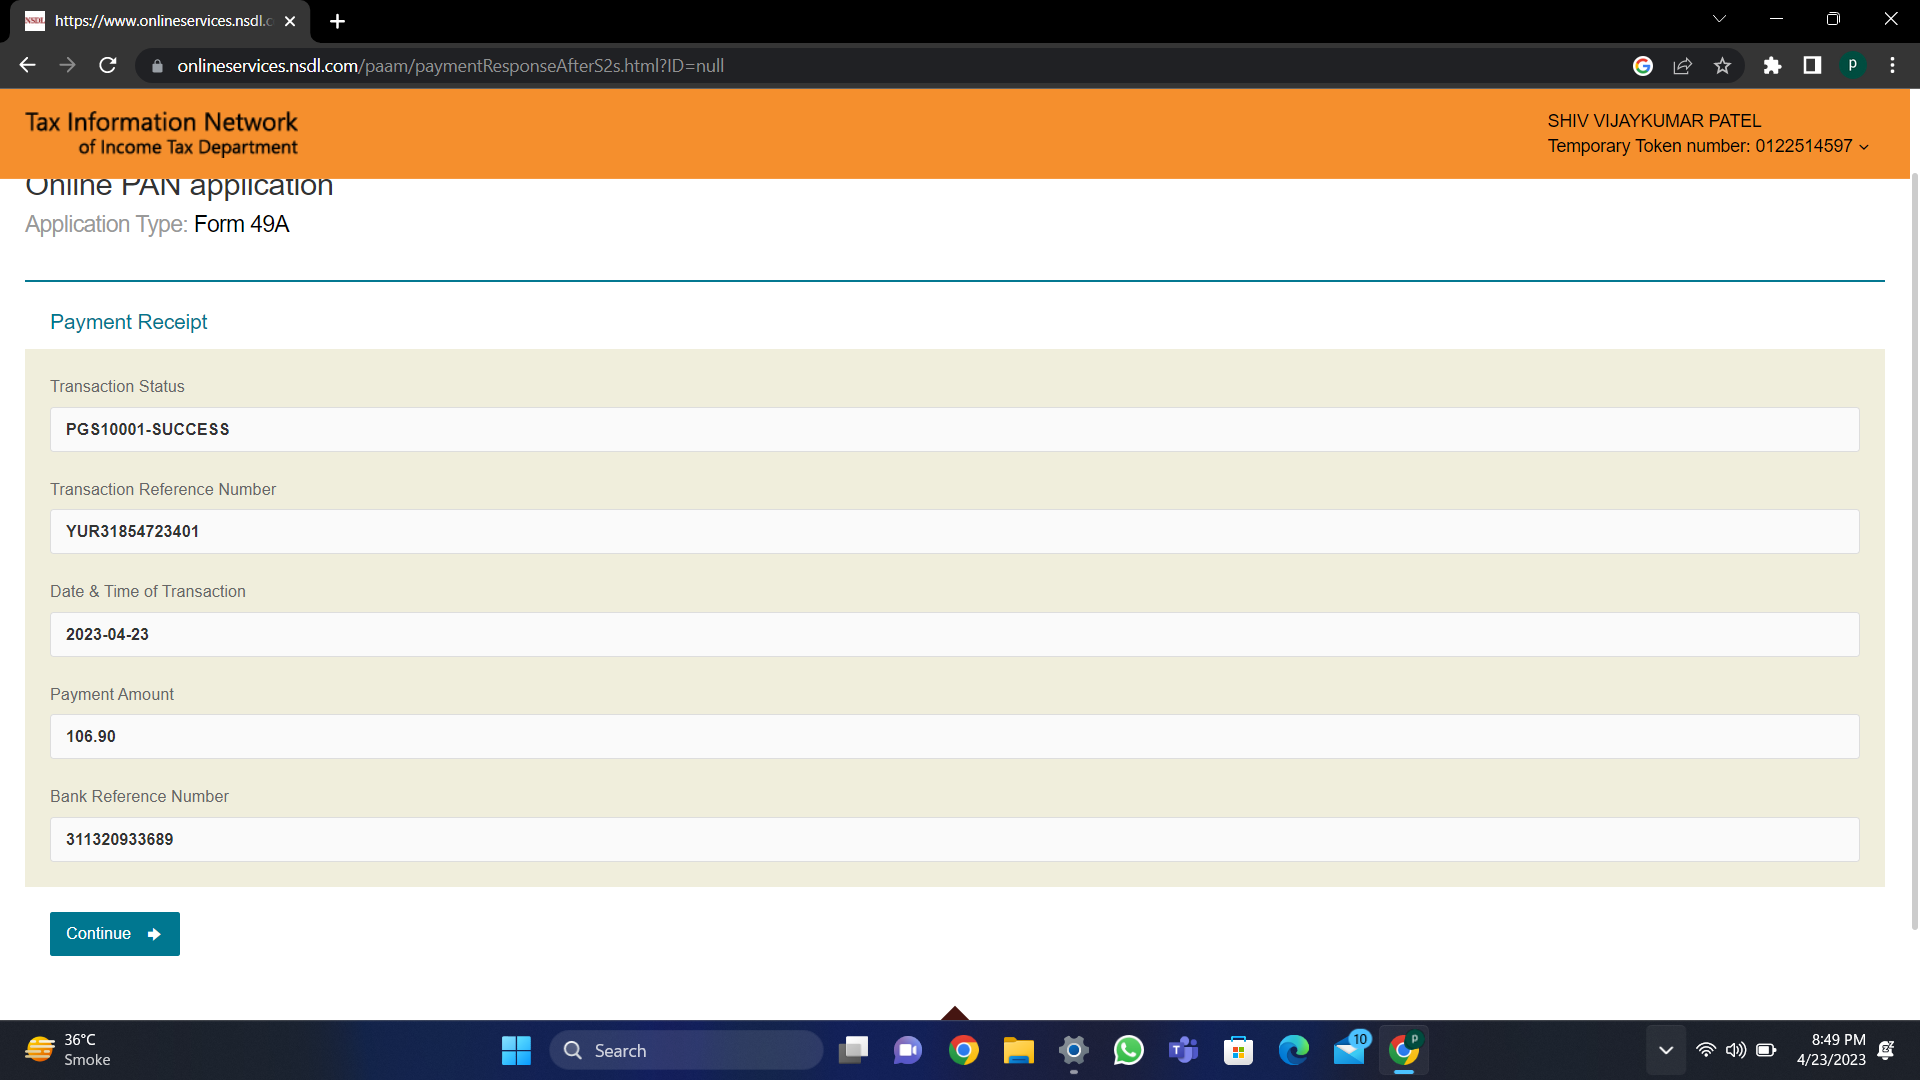 https://www.onlineservices.nsdl.c
onlineservices.nsdl.com/paam/paymentResponseAfterS2s.html?ID=null
P
Tax Information Network
of Income Tax Department
SHIV VIJAYKUMAR PATEL
Temporary Token number: 0122514597
Online PAN application
Application Type: Form 49A
Payment Receipt
Transaction Status
PGS10001-SUCCESS
Transaction Reference Number
YUR31854723401
Date & Time of Transaction
2023-04-23
Payment Amount
106.90
Bank Reference Number
311320933689
Continue
36°C
Smoke
Search
10
P
8:49 PM
4/23/2023